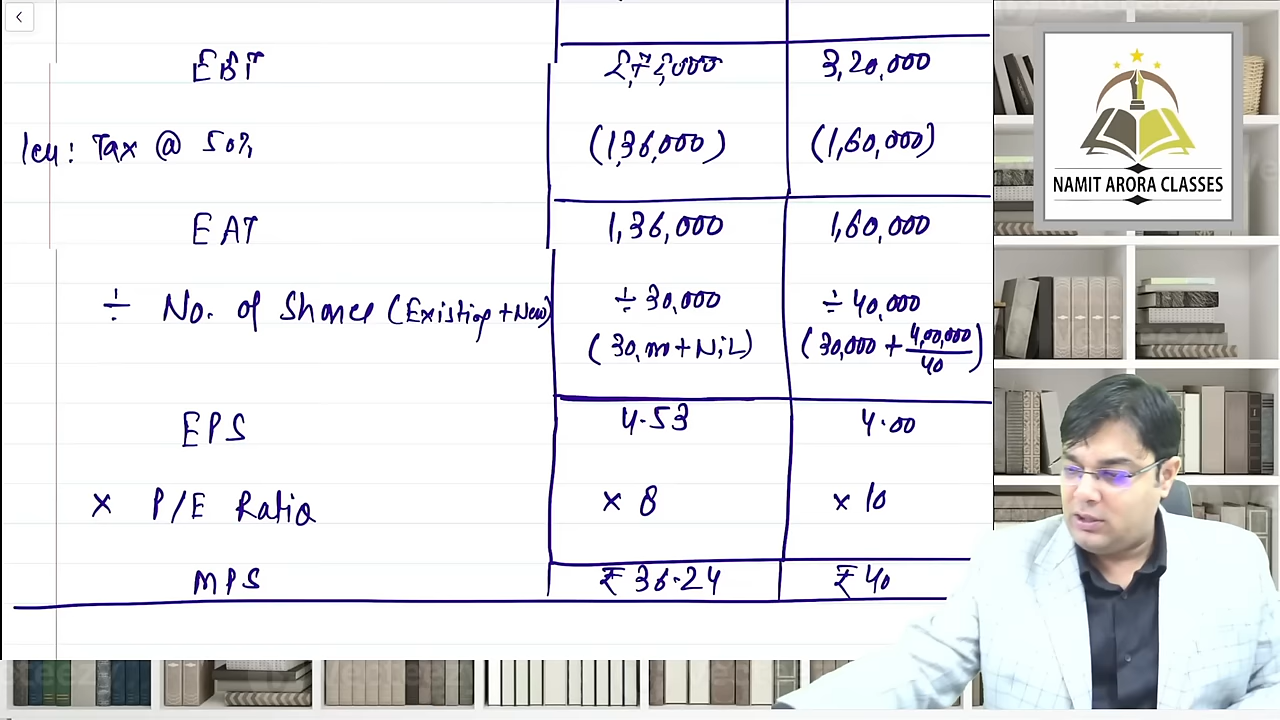 EBT 2,72,000 3,20,000
Less: Tax @ 50% (1,36,000) (1,60,000)
EAT 1,36,000 1,60,000
÷ No. of Shares (Existing + New) ÷ 30,000 ÷ 40,000
(30,000 + NiL) (30,000 + 4,00,000/40)
EPS 4.53 4.00
× P/E Ratio × 8 × 10
MPS ₹ 36.24 ₹ 40
NAMIT ARORA CLASSES